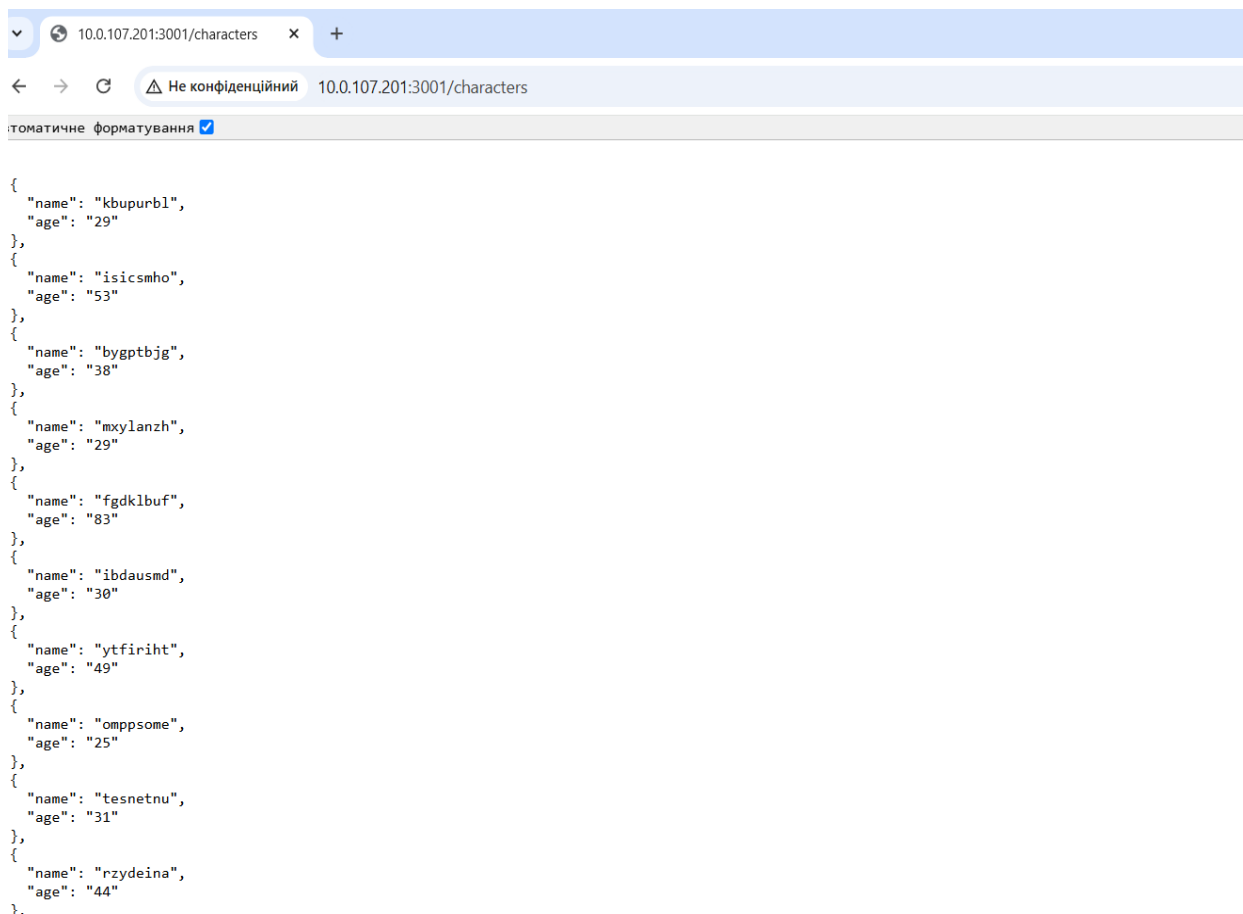 10.0.107.201:3001/characters
Не конфіденційний 10.0.107.201:3001/characters
томатичне форматування
{
"name": "kbupurbl",
"age": "29"
},
{
"name": "isicsmho",
"age": "53"
},
{
"name": "bygptbjg",
"age": "38"
},
{
"name": "mxylanzh",
"age": "29"
},
{
"name": "fgdklbuf",
"age": "83"
},
{
"name": "ibdausmd",
"age": "30"
},
{
"name": "ytfiriht",
"age": "49"
},
{
"name": "omppsome",
"age": "25"
},
{
"name": "tesnetnu",
"age": "31"
},
{
"name": "rzydeina",
"age": "44"
},